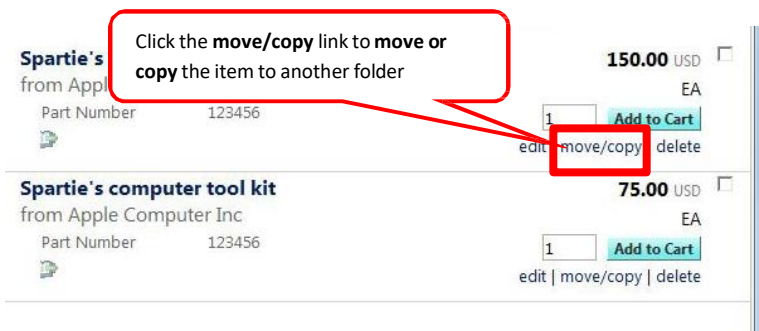 Click the move/copy link to move or
copy the item to another folder
Spartie's
150.00 USD
from Appl
EA
Part Number 123456
1 Add to Cart
edit | move/copy | delete
Spartie's computer tool kit
75.00 USD
from Apple Computer Inc
EA
Part Number 123456
1 Add to Cart
edit | move/copy | delete